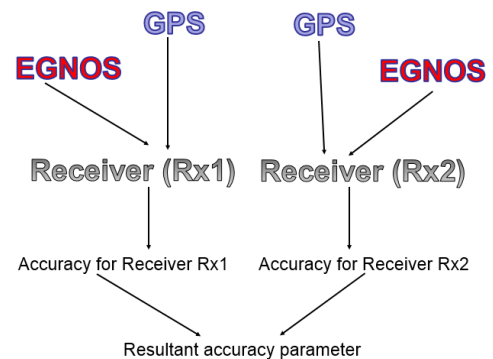 GPS GPS
EGNOS EGNOS
Receiver (Rx1) Receiver (Rx2)
Accuracy for Receiver Rx1 Accuracy for Receiver Rx2
Resultant accuracy parameter